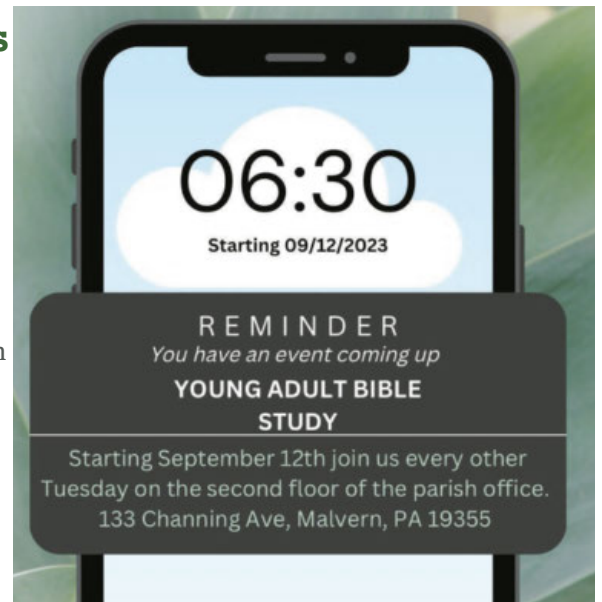 s
06:30
Starting 09/12/2023
n
REMINDER
You have an event coming up
YOUNG ADULT BIBLE
STUDY
Starting September 12th join us every other
Tuesday on the second floor of the parish office.
133 Channing Ave, Malvern, PA 19355